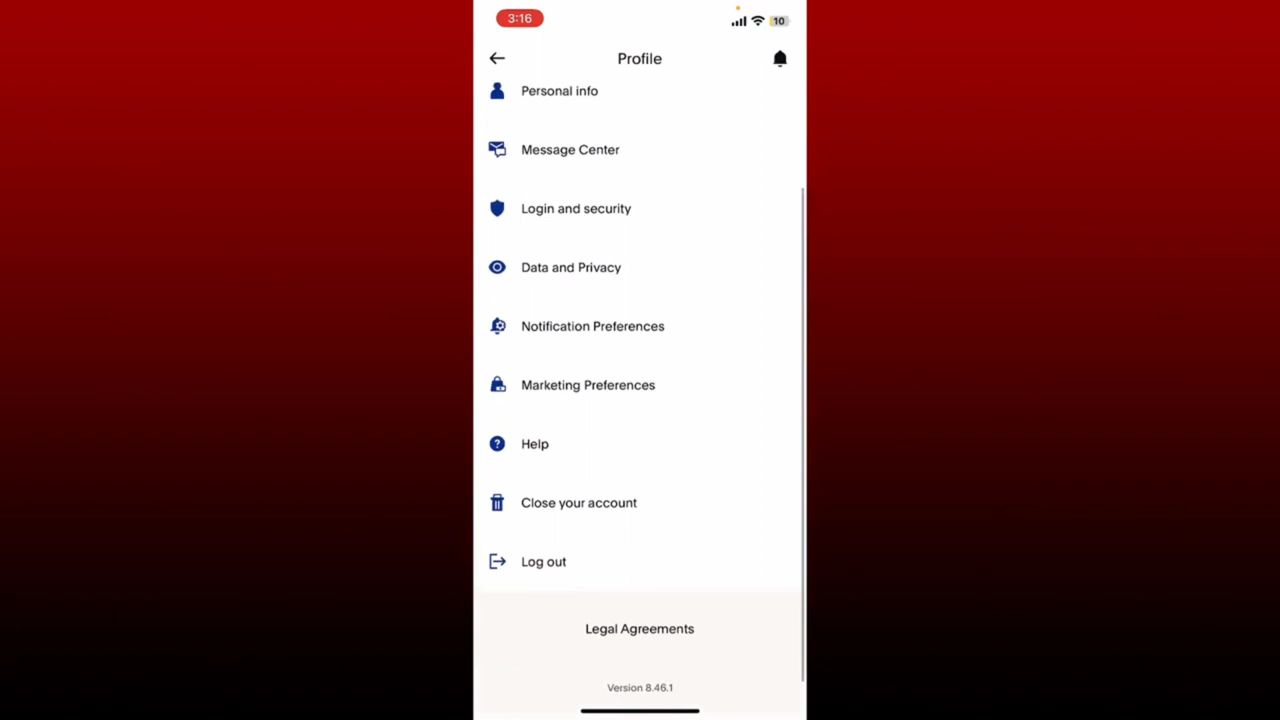 3:16
10
Profile
Personal info
Message Center
Login and security
Data and Privacy
Notification Preferences
Marketing Preferences
?
Help
Close your account
Log out
Legal Agreements
Version 8.46.1